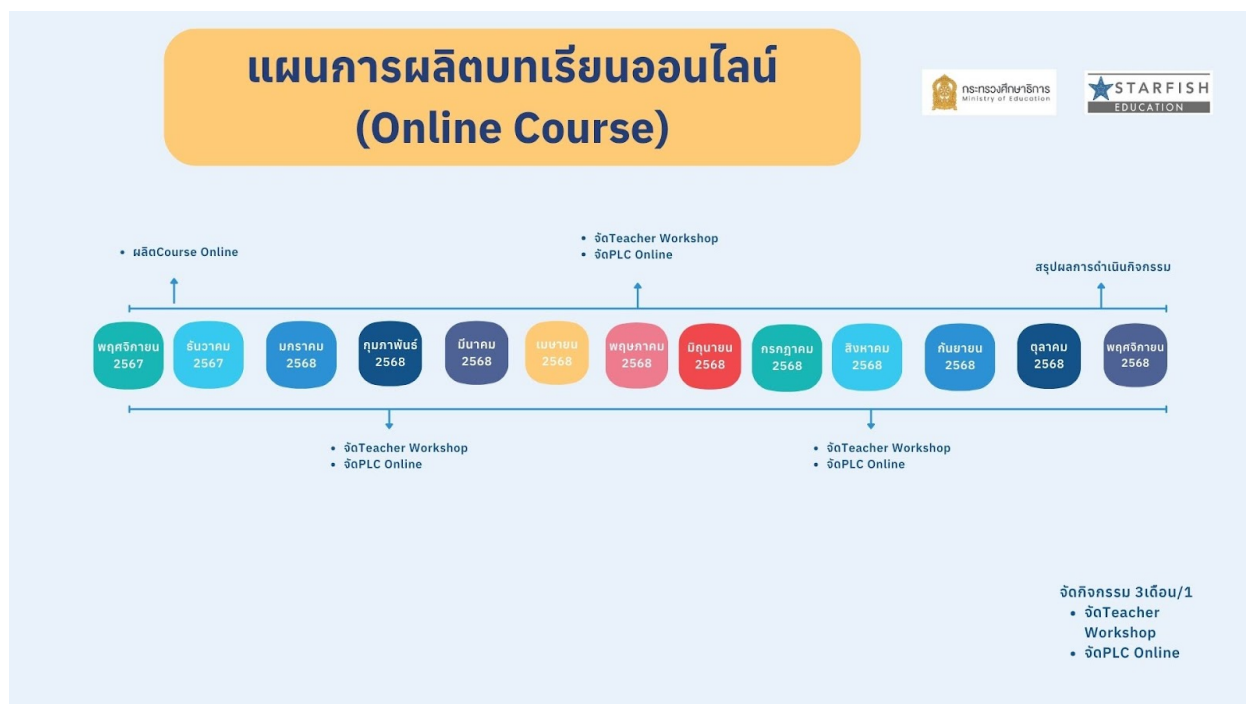 แผนการผลิตบทเรียนออนไลน์
(Online Course)
กระทรวงศึกษาธิการ
Ministry of Education
STARFISH
EDUCATION
• ผลิตCourse Online
• จัดTeacher Workshop
• จัดPLC Online
สรุปผลการดำเนินกิจกรรม
พฤศจิกายน
2567
ธันวาคม
2567
มกราคม
2568
กุมภาพันธ์
2568
มีนาคม
2568
เมษายน
2568
พฤษภาคม
2568
มิถุนายน
2568
กรกฎาคม
2568
สิงหาคม
2568
กันยายน
2568
ตุลาคม
2568
พฤศจิกายน
2568
• จัดTeacher Workshop
• จัดPLC Online
• จัดTeacher Workshop
• จัดPLC Online
จัดกิจกรรม 3เดือน/1
• จัดTeacher
Workshop
• จัดPLC Online